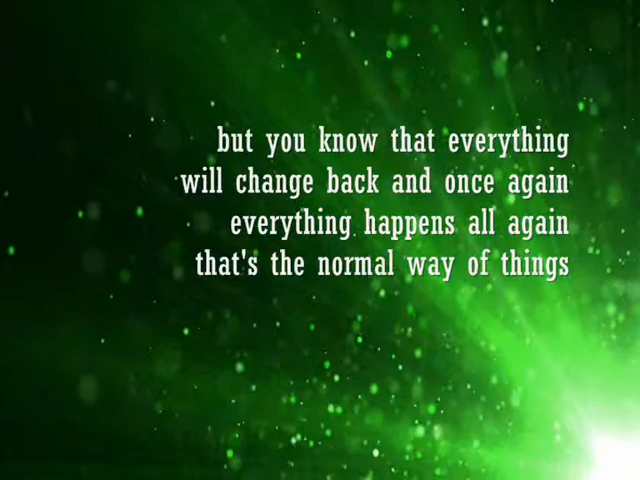 but you know that everything
will change back and once again
everything happens all again
that's the normal way of things